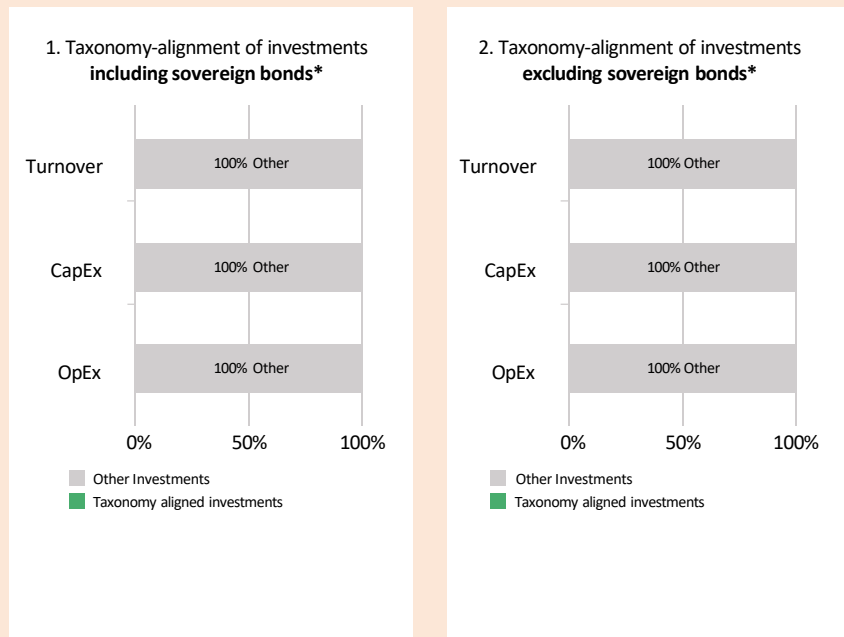 1. Taxonomy-alignment of investments
including sovereign bonds*
Turnover
100% Other
CapEx
100% Other
OpEx
100% Other
0% 50% 100%
Other Investments
Taxonomy aligned investments
2. Taxonomy-alignment of investments
excluding sovereign bonds*
Turnover
100% Other
CapEx
100% Other
OpEx
100% Other
0% 50% 100%
Other Investments
Taxonomy aligned investments